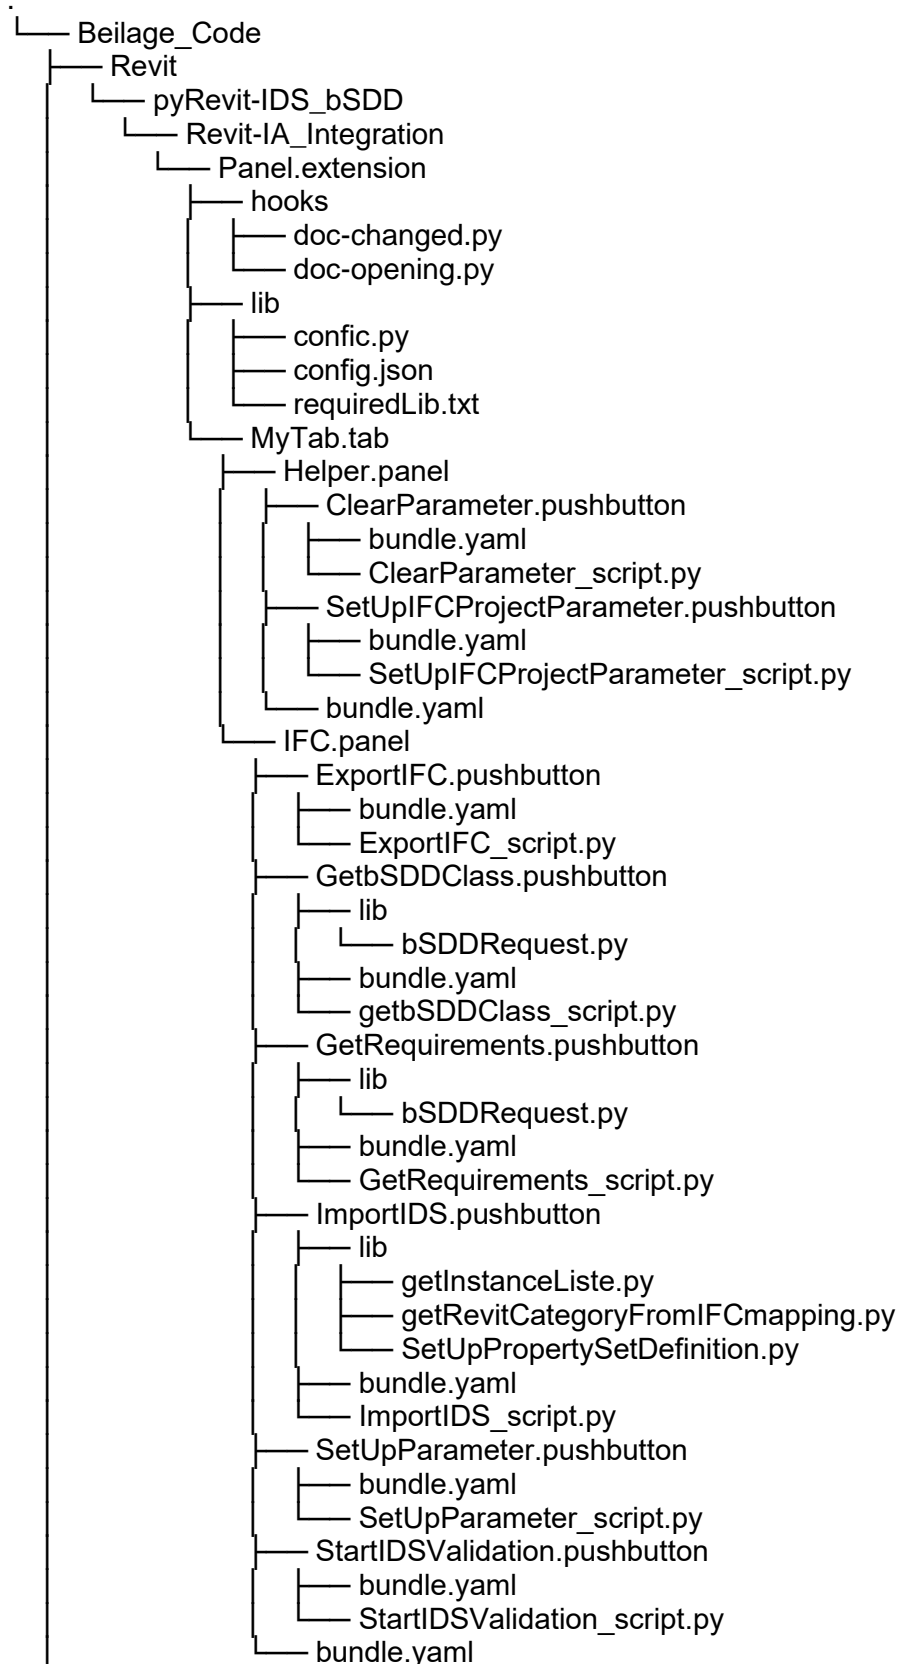 .
└── Beilage_Code
├── Revit
│ └── pyRevit-IDS_bSDD
│ └── Revit-IA_Integration
│ └── Panel.extension
│ ├── hooks
│ │ ├── doc-changed.py
│ │ └── doc-opening.py
│ ├── lib
│ │ ├── confic.py
│ │ ├── config.json
│ │ └── requiredLib.txt
│ └── MyTab.tab
│ ├── Helper.panel
│ │ ├── ClearParameter.pushbutton
│ │ │ ├── bundle.yaml
│ │ │ └── ClearParameter_script.py
│ │ ├── SetUpIFCProjectParameter.pushbutton
│ │ │ ├── bundle.yaml
│ │ │ └── SetUpIFCProjectParameter_script.py
│ │ └── bundle.yaml
│ └── IFC.panel
│ ├── ExportIFC.pushbutton
│ │ ├── bundle.yaml
│ │ └── ExportIFC_script.py
│ ├── GetbSDDClass.pushbutton
│ │ ├── lib
│ │ │ └── bSDDRequest.py
│ │ ├── bundle.yaml
│ │ └── getbSDDClass_script.py
│ ├── GetRequirements.pushbutton
│ │ ├── lib
│ │ │ └── bSDDRequest.py
│ │ ├── bundle.yaml
│ │ └── GetRequirements_script.py
│ ├── ImportIDS.pushbutton
│ │ ├── lib
│ │ │ ├── getInstanceListe.py
│ │ │ ├── getRevitCategoryFromIFCmapping.py
│ │ │ └── SetUpPropertySetDefinition.py
│ │ ├── bundle.yaml
│ │ └── ImportIDS_script.py
│ ├── SetUpParameter.pushbutton
│ │ ├── bundle.yaml
│ │ └── SetUpParameter_script.py
│ ├── StartIDSValidation.pushbutton
│ │ ├── bundle.yaml
│ │ └── StartIDSValidation_script.py
│ └── bundle.yaml